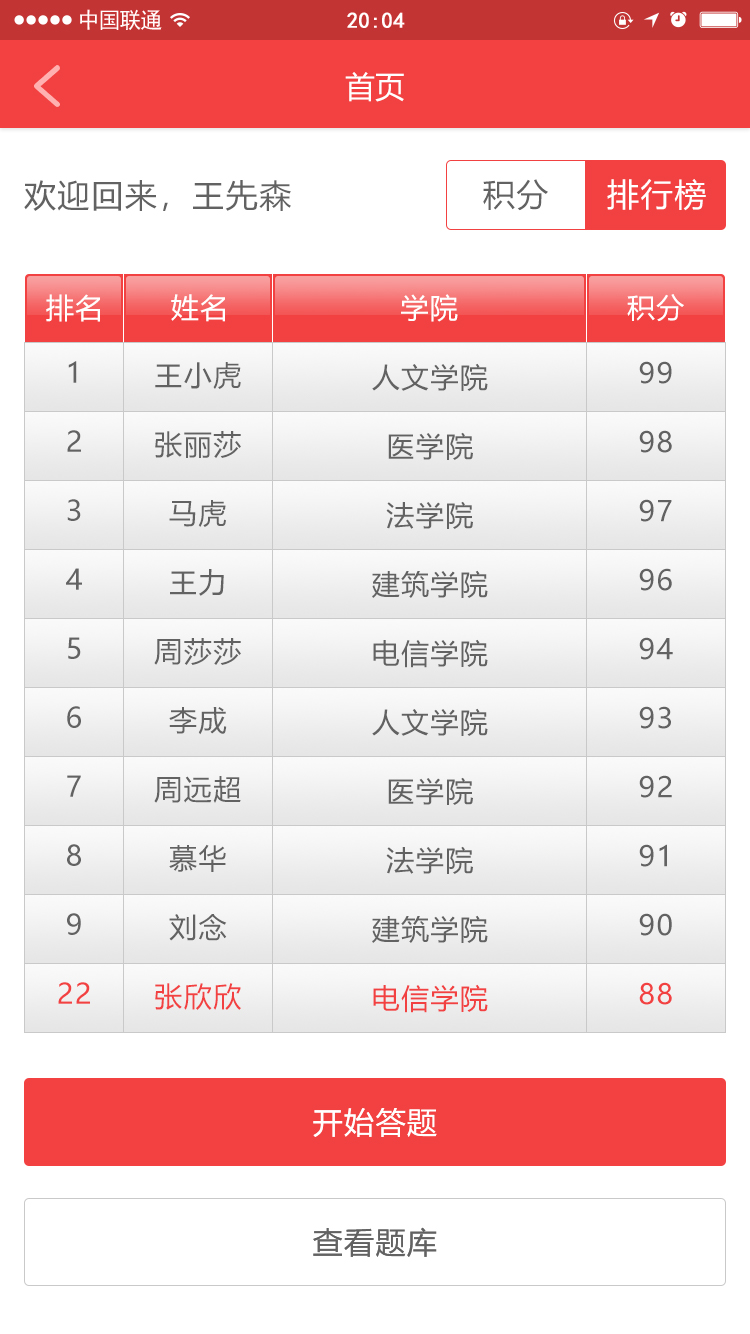 中国联通 20:04
首页
欢迎回来，王先森 积分 排行榜
排名 姓名 学院 积分
1 王小虎 人文学院 99
2 张丽莎 医学院 98
3 马虎 法学院 97
4 王力 建筑学院 96
5 周莎莎 电信学院 94
6 李成 人文学院 93
7 周远超 医学院 92
8 慕华 法学院 91
9 刘念 建筑学院 90
22 张欣欣 电信学院 88
开始答题
查看题库